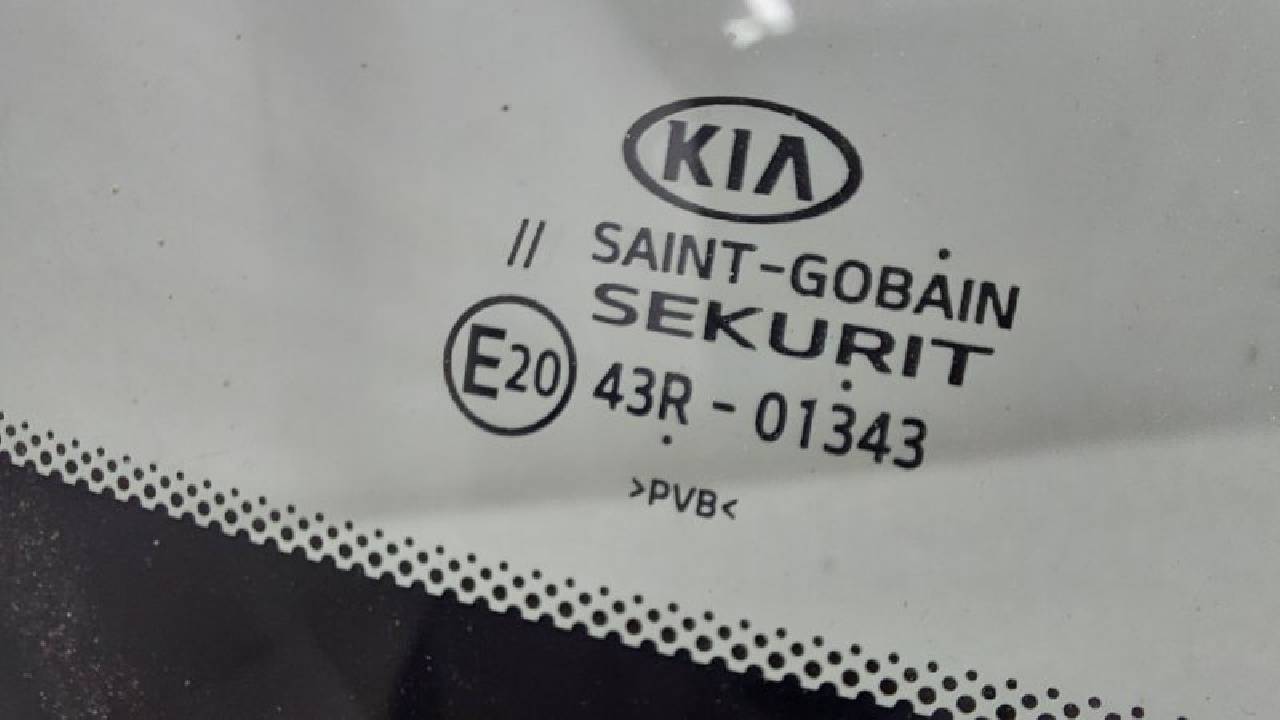 KIA
// SAINT-GOBAIN
SEKURIT
E20 43R - 01343
>PVB<